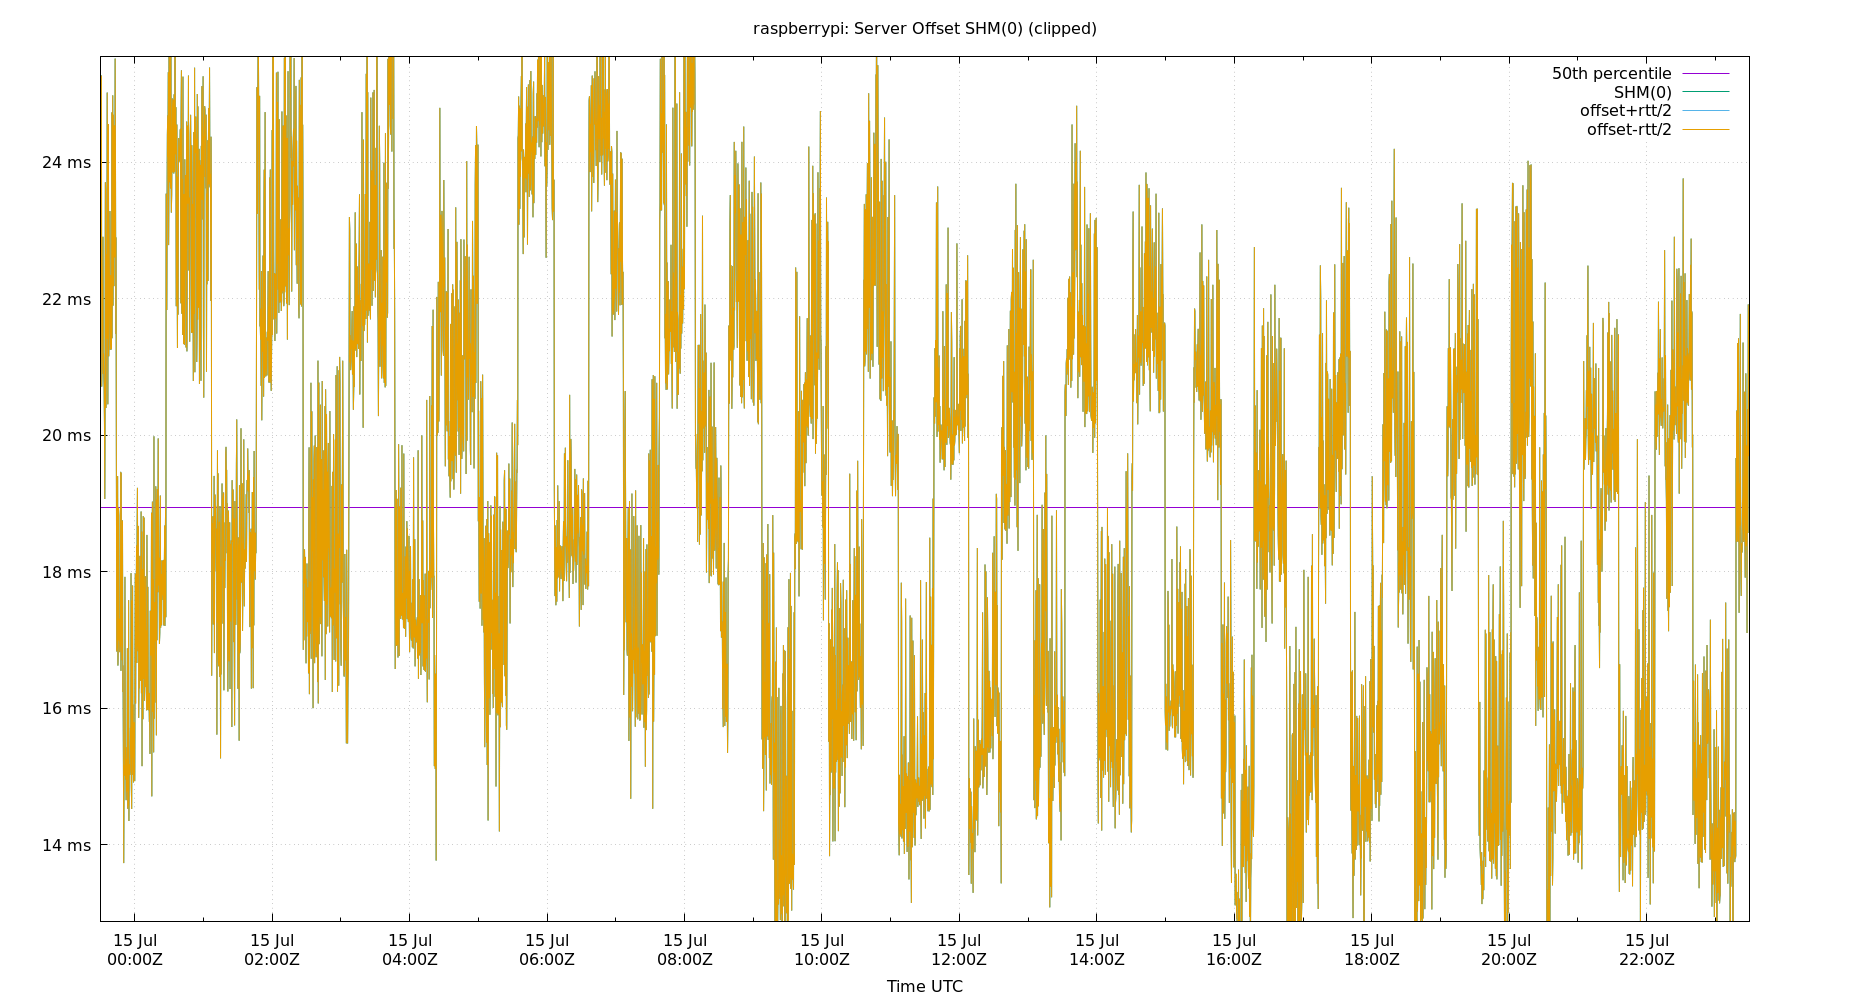 raspberrypi: Server Offset SHM(0) (clipped)
50th percentile
SHM(0)
offset+rtt/2
offset-rtt/2
24 ms
22 ms
20 ms
18 ms
16 ms
14 ms
15 Jul 15 Jul 15 Jul 15 Jul 15 Jul 15 Jul 15 Jul 15 Jul 15 Jul 15 Jul 15 Jul 15 Jul
00:00Z 02:00Z 04:00Z 06:00Z 08:00Z 10:00Z 12:00Z 14:00Z 16:00Z 18:00Z 20:00Z 22:00Z
Time UTC